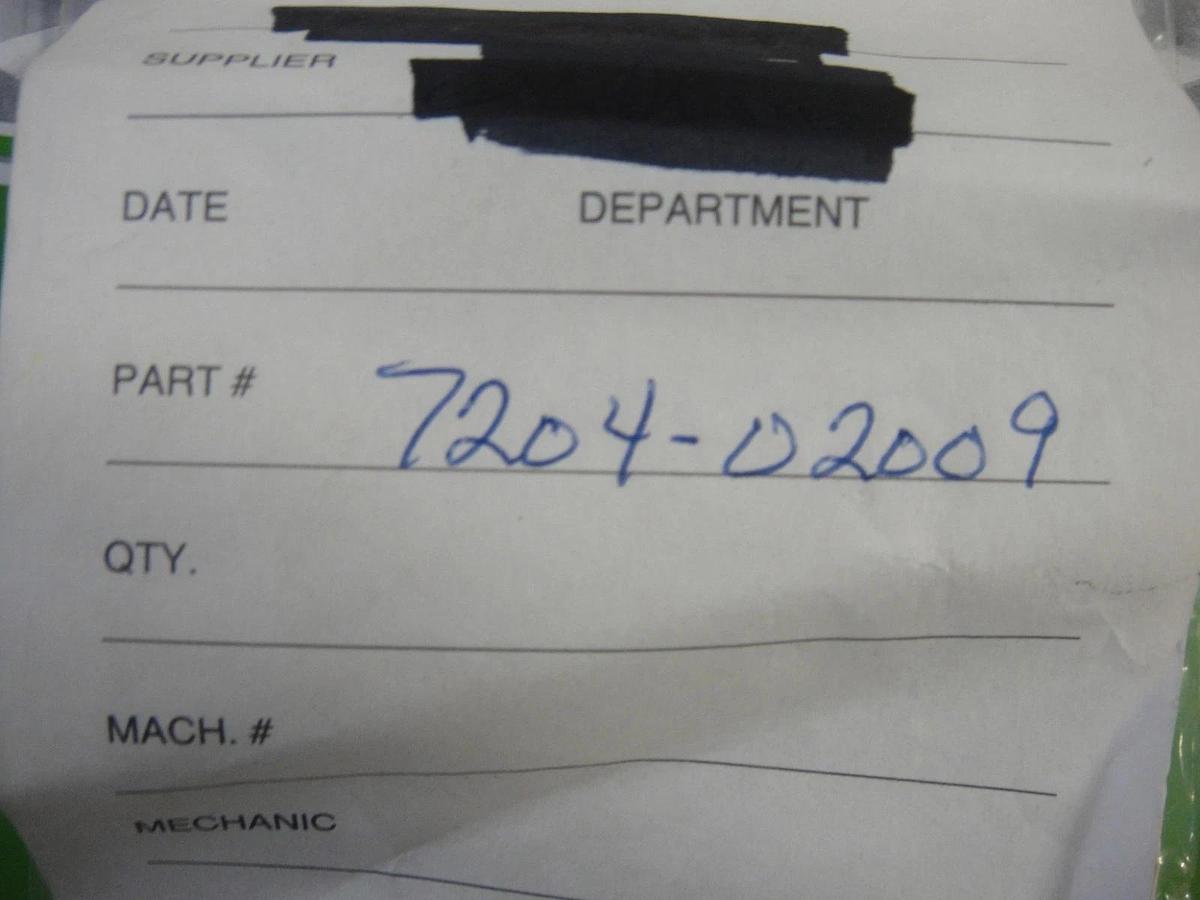 SUPPLIER
DATE DEPARTMENT
PART # 7204-02009
QTY.
MACH. #
MECHANIC